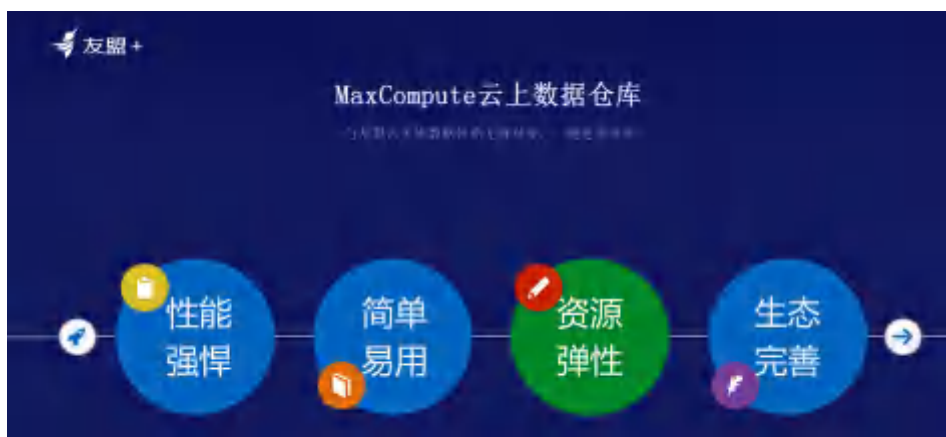 友盟+
MaxCompute云上数据仓库
性能
强悍
简单
易用
资源
弹性
生态
完善